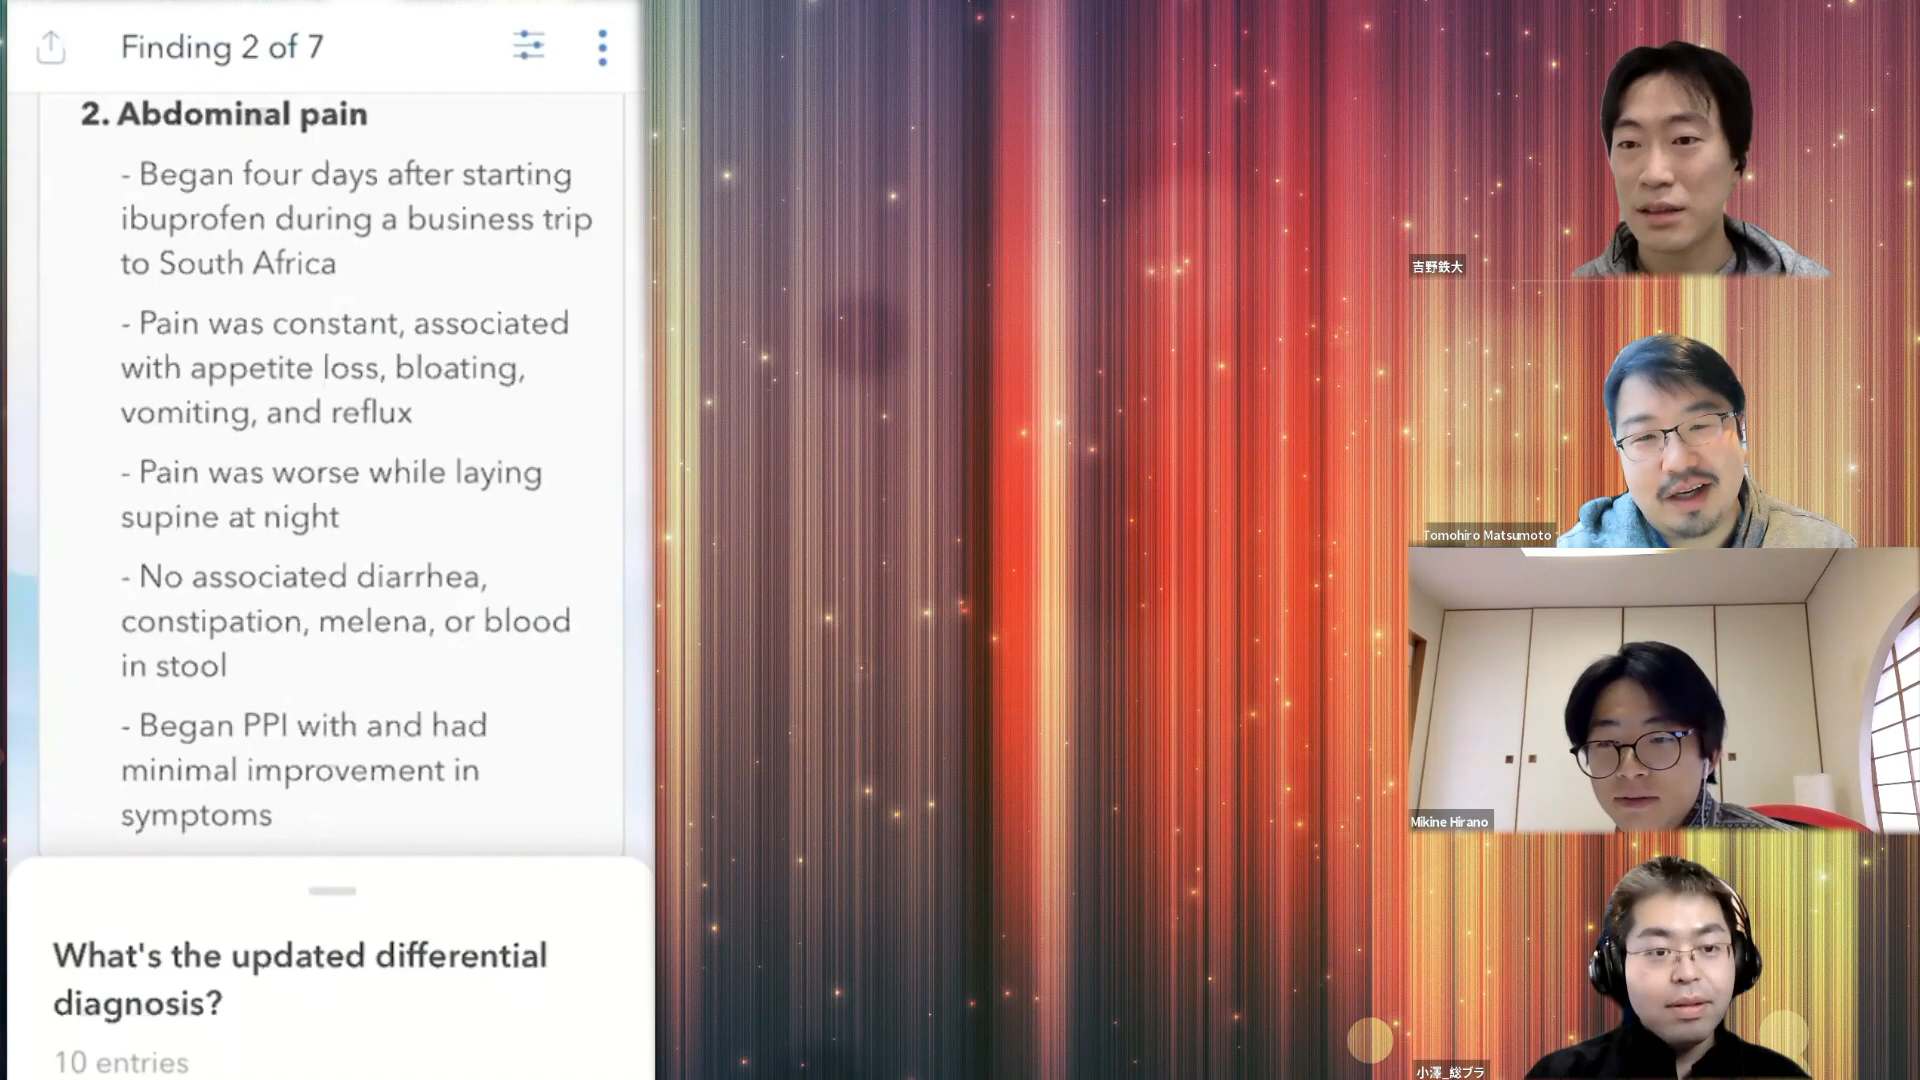 Finding 2 of 7
2. Abdominal pain
- Began four days after starting
ibuprofen during a business trip
to South Africa
- Pain was constant, associated
with appetite loss, bloating,
vomiting, and reflux
- Pain was worse while laying
supine at night
- No associated diarrhea,
constipation, melena, or blood
in stool
- Began PPI with and had
minimal improvement in
symptoms
What's the updated differential
diagnosis?
10 entries
吉野鉄大
Tomohiro Matsumoto
Mikine Hirano
小澤_総プラ